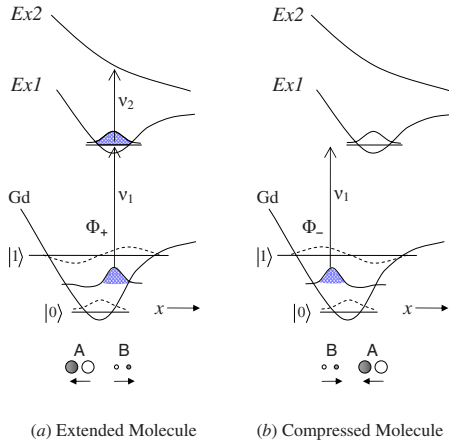 Ex2
Ex1
ν2
Gd
ν1
Φ+
|1⟩
|0⟩
x
A
B
(a) Extended Molecule
Ex2
Ex1
Gd
ν1
Φ−
|1⟩
|0⟩
x
B
A
(b) Compressed Molecule